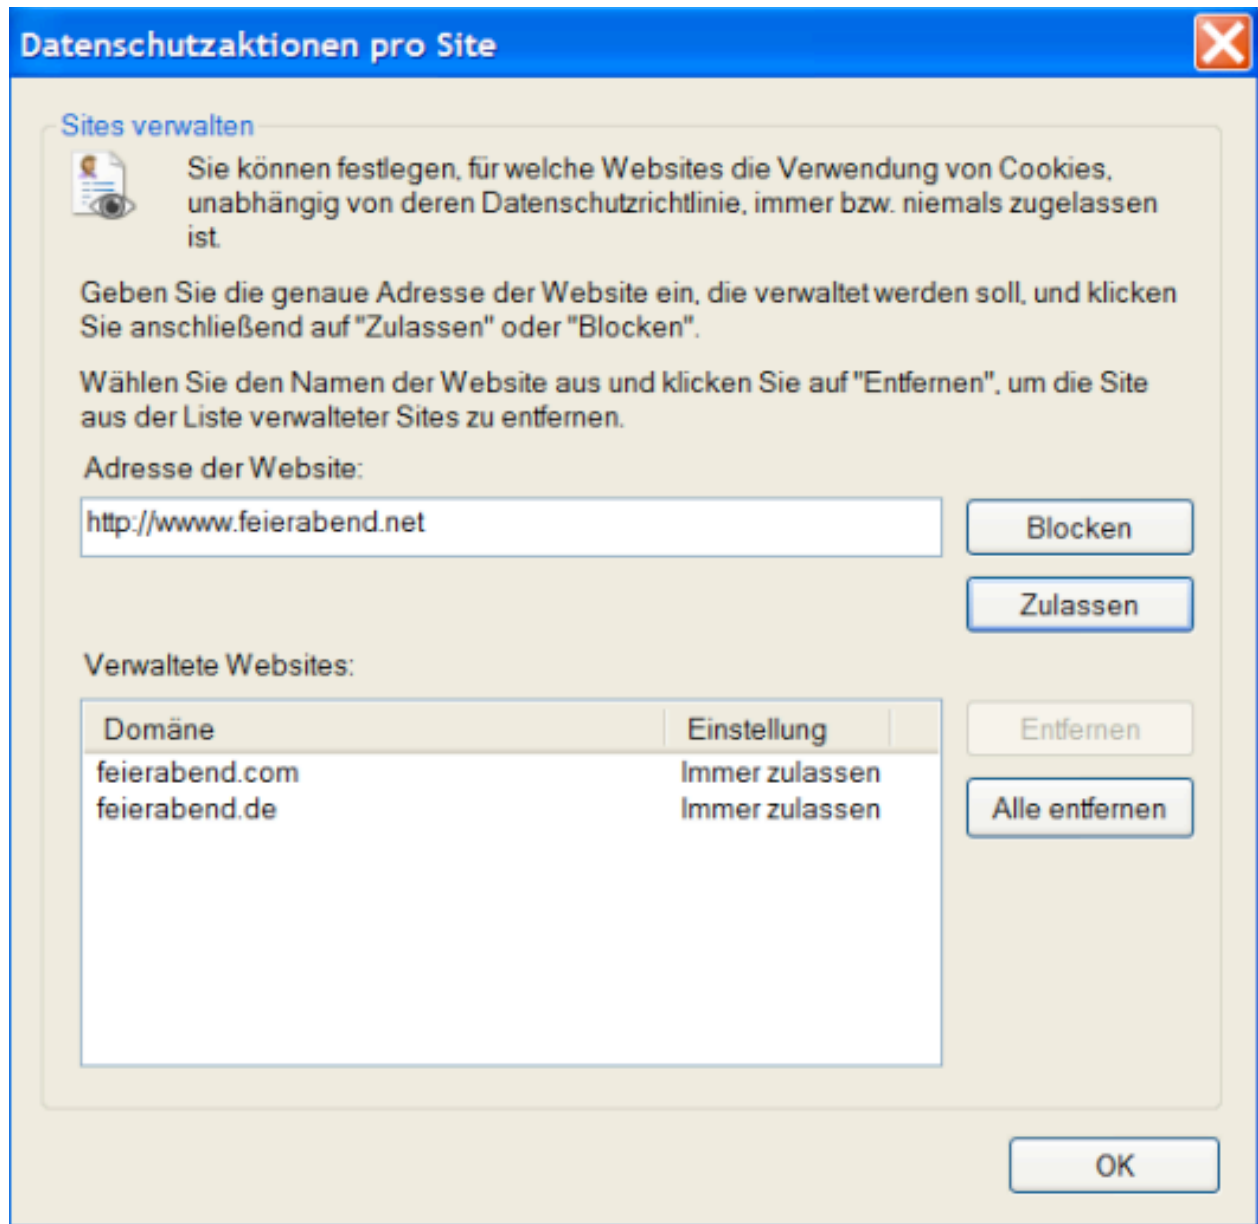 Datenschutzaktionen pro Site
Sites verwalten
Sie können festlegen, für welche Websites die Verwendung von Cookies,
unabhängig von deren Datenschutzrichtlinie, immer bzw. niemals zugelassen
ist.
Geben Sie die genaue Adresse der Website ein, die verwaltet werden soll, und klicken
Sie anschließend auf "Zulassen" oder "Blocken".
Wählen Sie den Namen der Website aus und klicken Sie auf "Entfernen", um die Site
aus der Liste verwalteter Sites zu entfernen.
Adresse der Website:
http://wwww.feierabend.net
Blocken
Zulassen
Verwaltete Websites:
Domäne Einstellung
Entfernen
feierabend.com Immer zulassen
feierabend.de Immer zulassen
Alle entfernen
OK